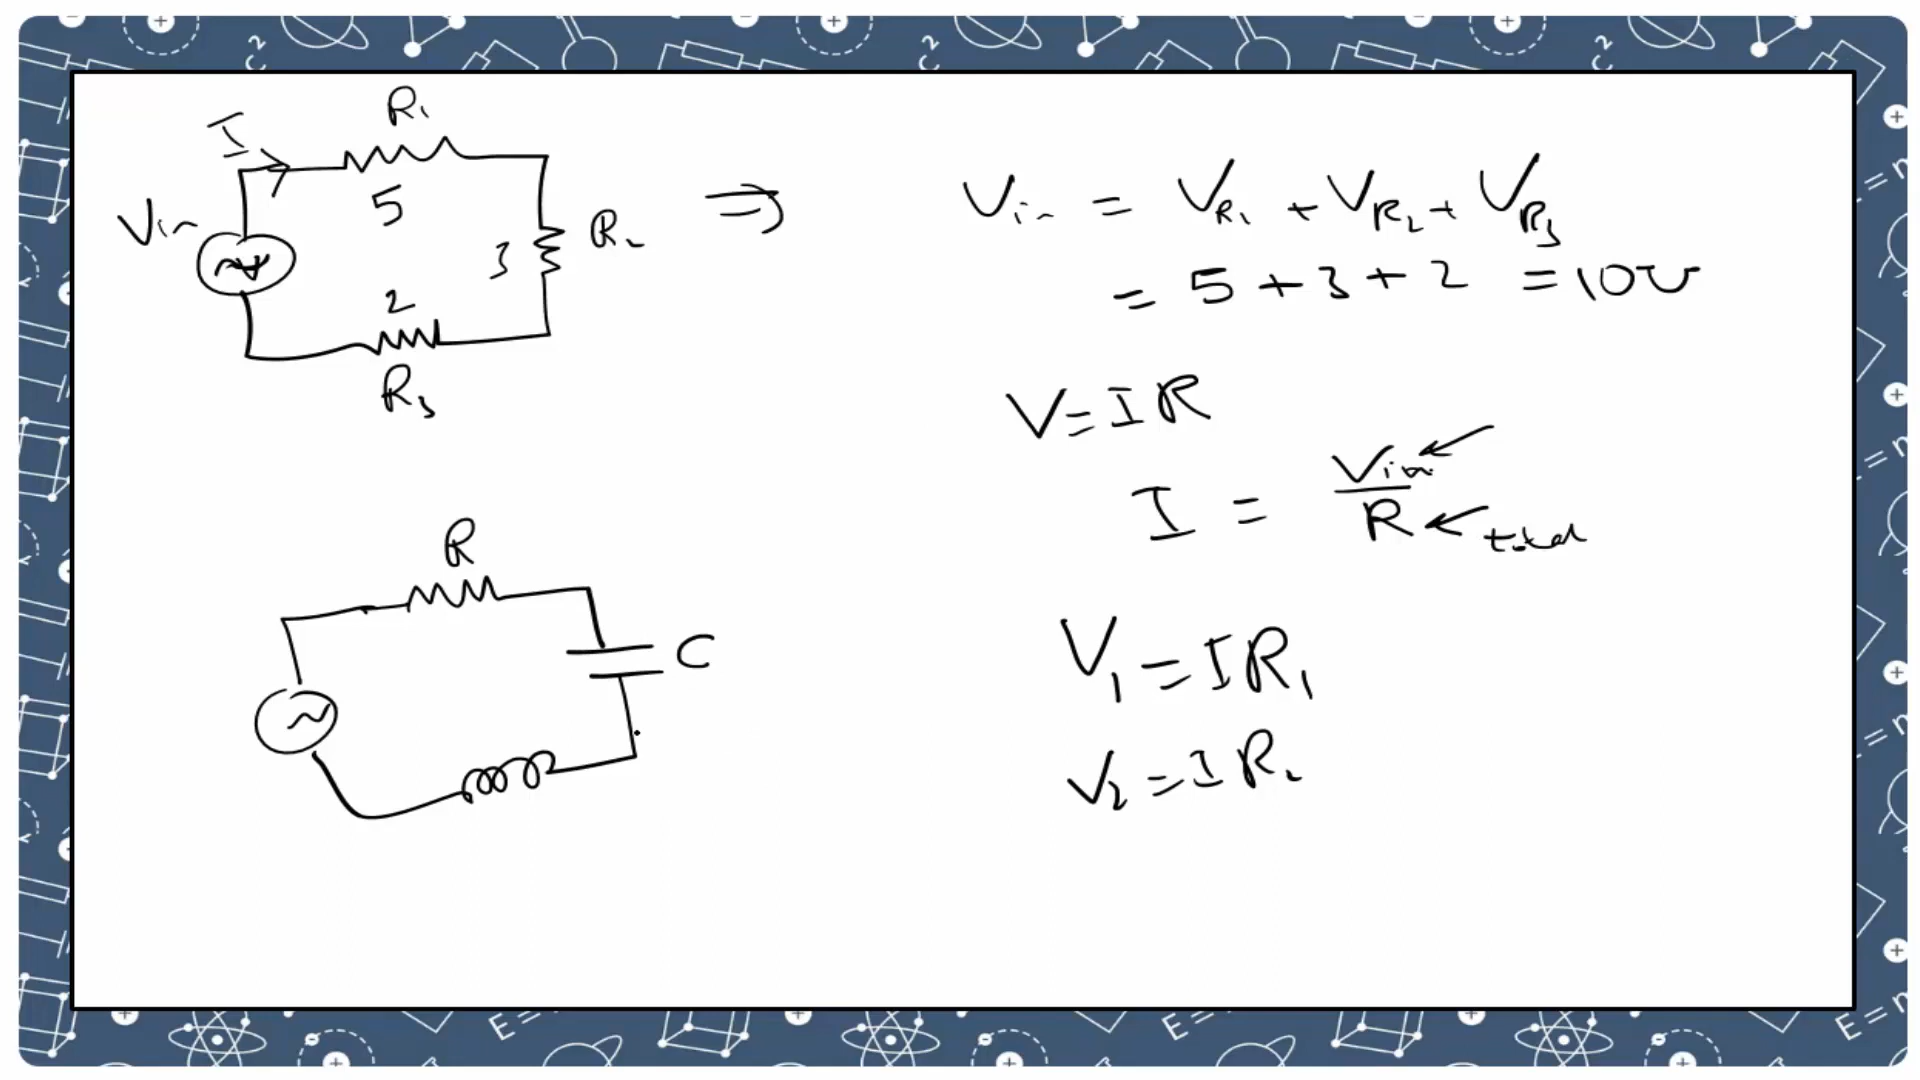 I
R1
5
Vin
R2
3
2
R3
⇒
Vin = VR1 + VR2 + VR3
= 5 + 3 + 2 = 10v
V = IR
I = Vin / R ← total
V1 = IR1
V2 = IR2
R
C